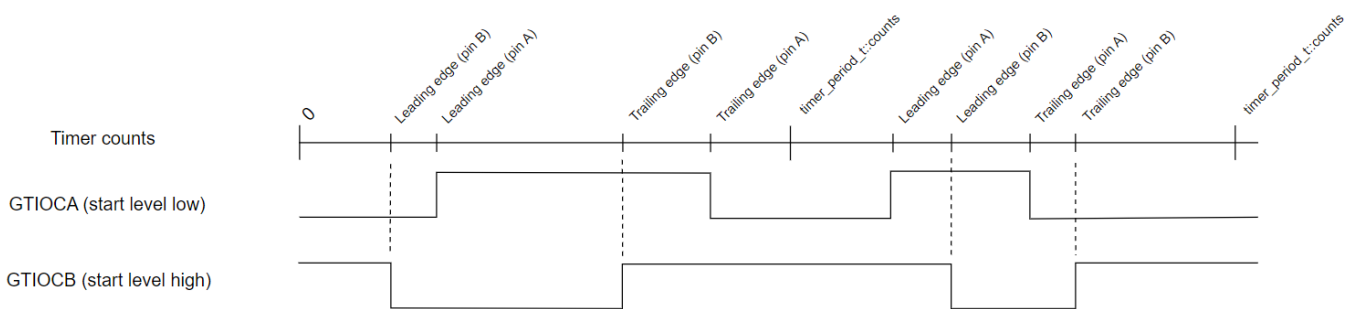 0
Leading edge (pin B)
Leading edge (pin A)
Trailing edge (pin B)
Trailing edge (pin A)
timer_period_t::counts
Leading edge (pin A)
Leading edge (pin B)
Trailing edge (pin A)
Trailing edge (pin B)
timer_period_t::counts
Timer counts
GTIOCA (start level low)
GTIOCB (start level high)